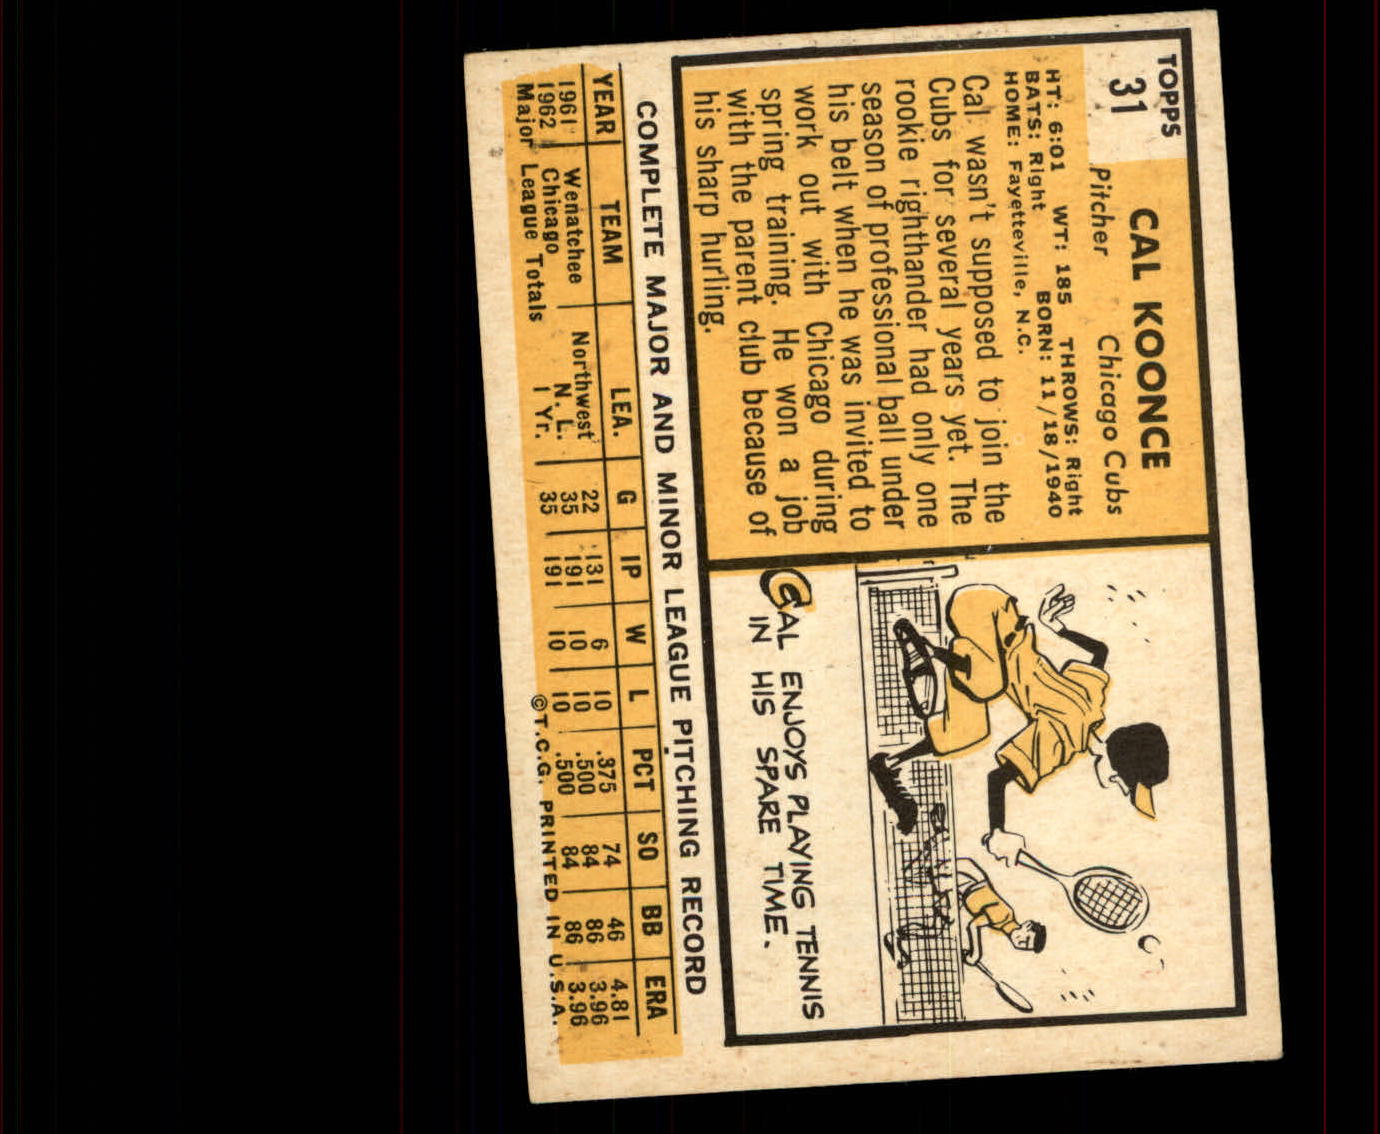 TOPPS
31
CAL KOONCE
Pitcher Chicago Cubs
HT: 6:01 WT: 185 THROWS: Right
BATS: Right BORN: 11/18/1940
HOME: Fayetteville, N.C.
Cal wasn't supposed to join the
Cubs for several years yet. The
rookie righthander had only one
season of professional ball under
his belt when he was invited to
work out with Chicago during
spring training. He won a job
with the parent club because of
his sharp hurling.
CAL ENJOYS PLAYING TENNIS
IN HIS SPARE TIME.
COMPLETE MAJOR AND MINOR LEAGUE PITCHING RECORD
YEAR TEAM LEA. G IP W L PCT SO BB ERA
1961 Wenatchee Northwest 22 131 6 10 .375 74 46 4.81
1962 Chicago N. L. 35 191 10 10 .500 84 86 3.96
Major League Totals 1 Yr. 35 191 10 10 .500 84 86 3.96
©T.C.G. PRINTED IN U.S.A.